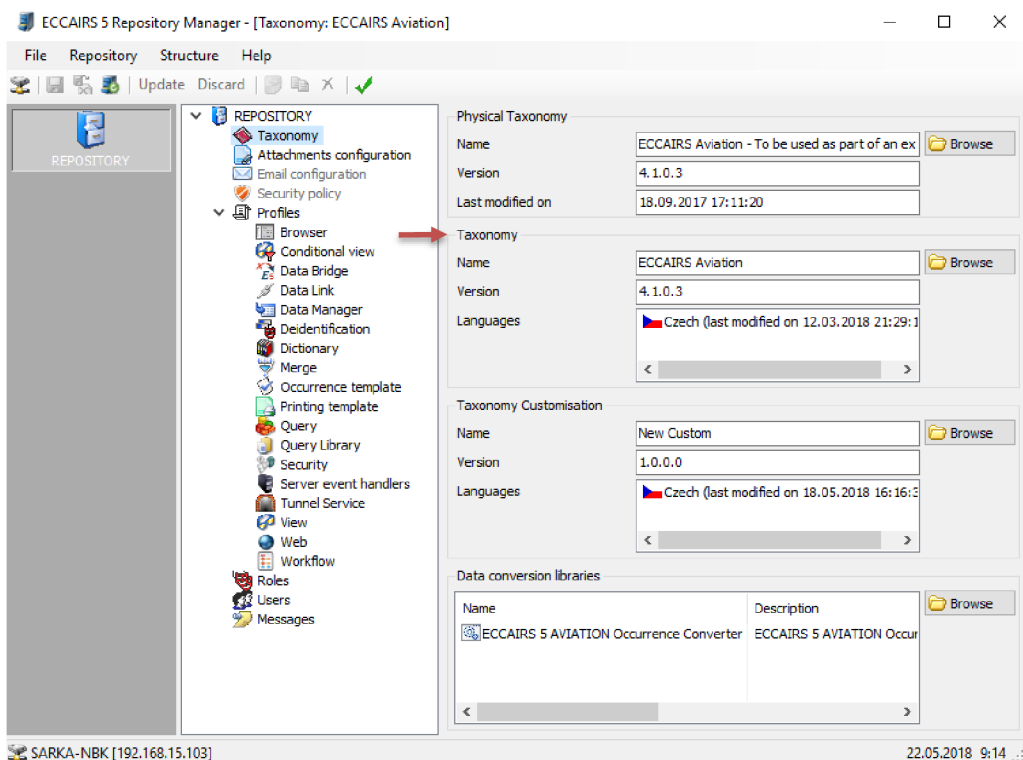 ECCAIRS 5 Repository Manager - [Taxonomy: ECCAIRS Aviation]
File Repository Structure Help
Update Discard
REPOSITORY
REPOSITORY
Taxonomy
Attachments configuration
Email configuration
Security policy
Profiles
Browser
Conditional view
Data Bridge
Data Link
Data Manager
Deidentification
Dictionary
Merge
Occurrence template
Printing template
Query
Query Library
Security
Server event handlers
Tunnel Service
View
Web
Workflow
Roles
Users
Messages
Physical Taxonomy
Name ECCAIRS Aviation - To be used as part of an ex Browse
Version 4.1.0.3
Last modified on 18.09.2017 17:11:20
Taxonomy
Name ECCAIRS Aviation Browse
Version 4.1.0.3
Languages Czech (last modified on 12.03.2018 21:29:1
Taxonomy Customisation
Name New Custom Browse
Version 1.0.0.0
Languages Czech (last modified on 18.05.2018 16:16:3
Data conversion libraries
Name Description Browse
ECCAIRS 5 AVIATION Occurrence Converter ECCAIRS 5 AVIATION Occur
SARKA-NBK [192.168.15.103] 22.05.2018 9:14